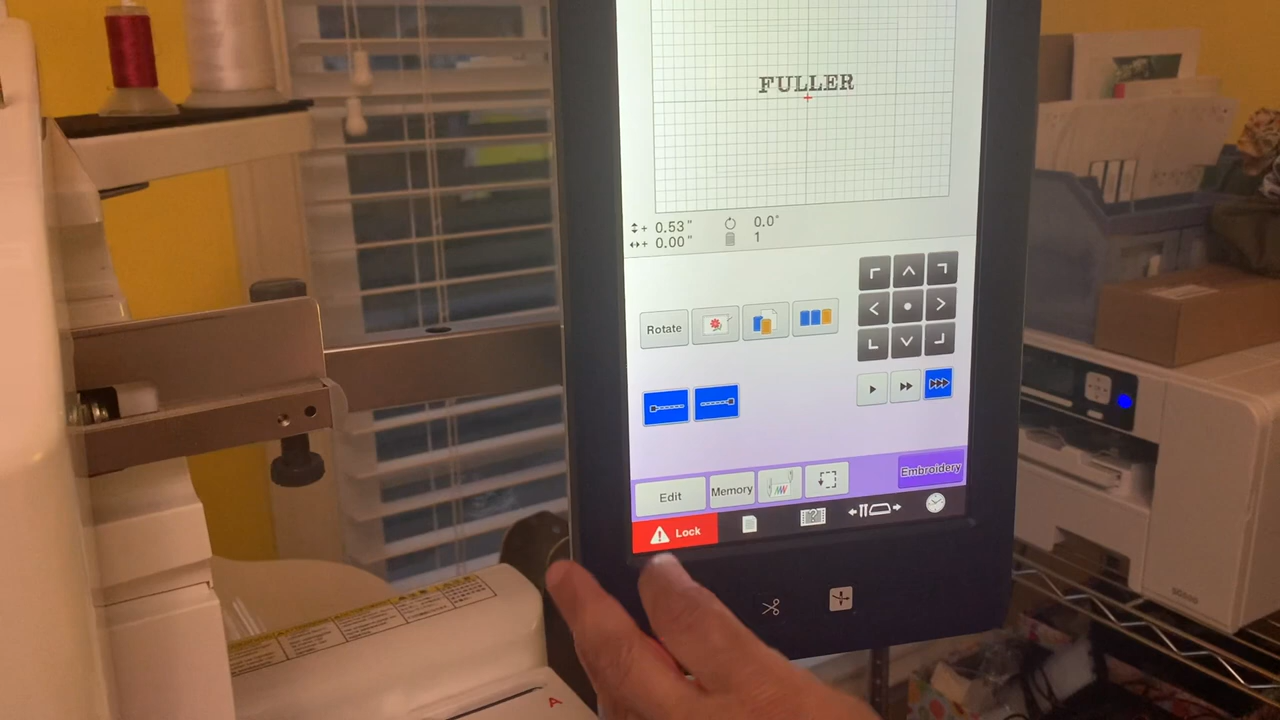 FULLER
+ 0.53"
0.0°
+ 0.00"
1
Rotate
Edit
Memory
Embroidery
Lock
A